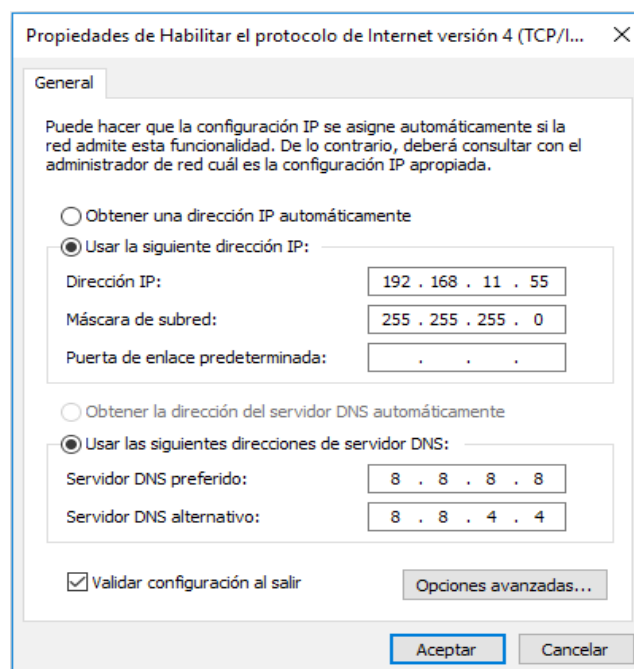 Propiedades de Habilitar el protocolo de Internet versión 4 (TCP/I...
General
Puede hacer que la configuración IP se asigne automáticamente si la
red admite esta funcionalidad. De lo contrario, deberá consultar con el
administrador de red cuál es la configuración IP apropiada.
Obtener una dirección IP automáticamente
Usar la siguiente dirección IP:
Dirección IP: 192 . 168 . 11 . 55
Máscara de subred: 255 . 255 . 255 . 0
Puerta de enlace predeterminada: . . .
Obtener la dirección del servidor DNS automáticamente
Usar las siguientes direcciones de servidor DNS:
Servidor DNS preferido: 8 . 8 . 8 . 8
Servidor DNS alternativo: 8 . 8 . 4 . 4
Validar configuración al salir Opciones avanzadas...
Aceptar Cancelar